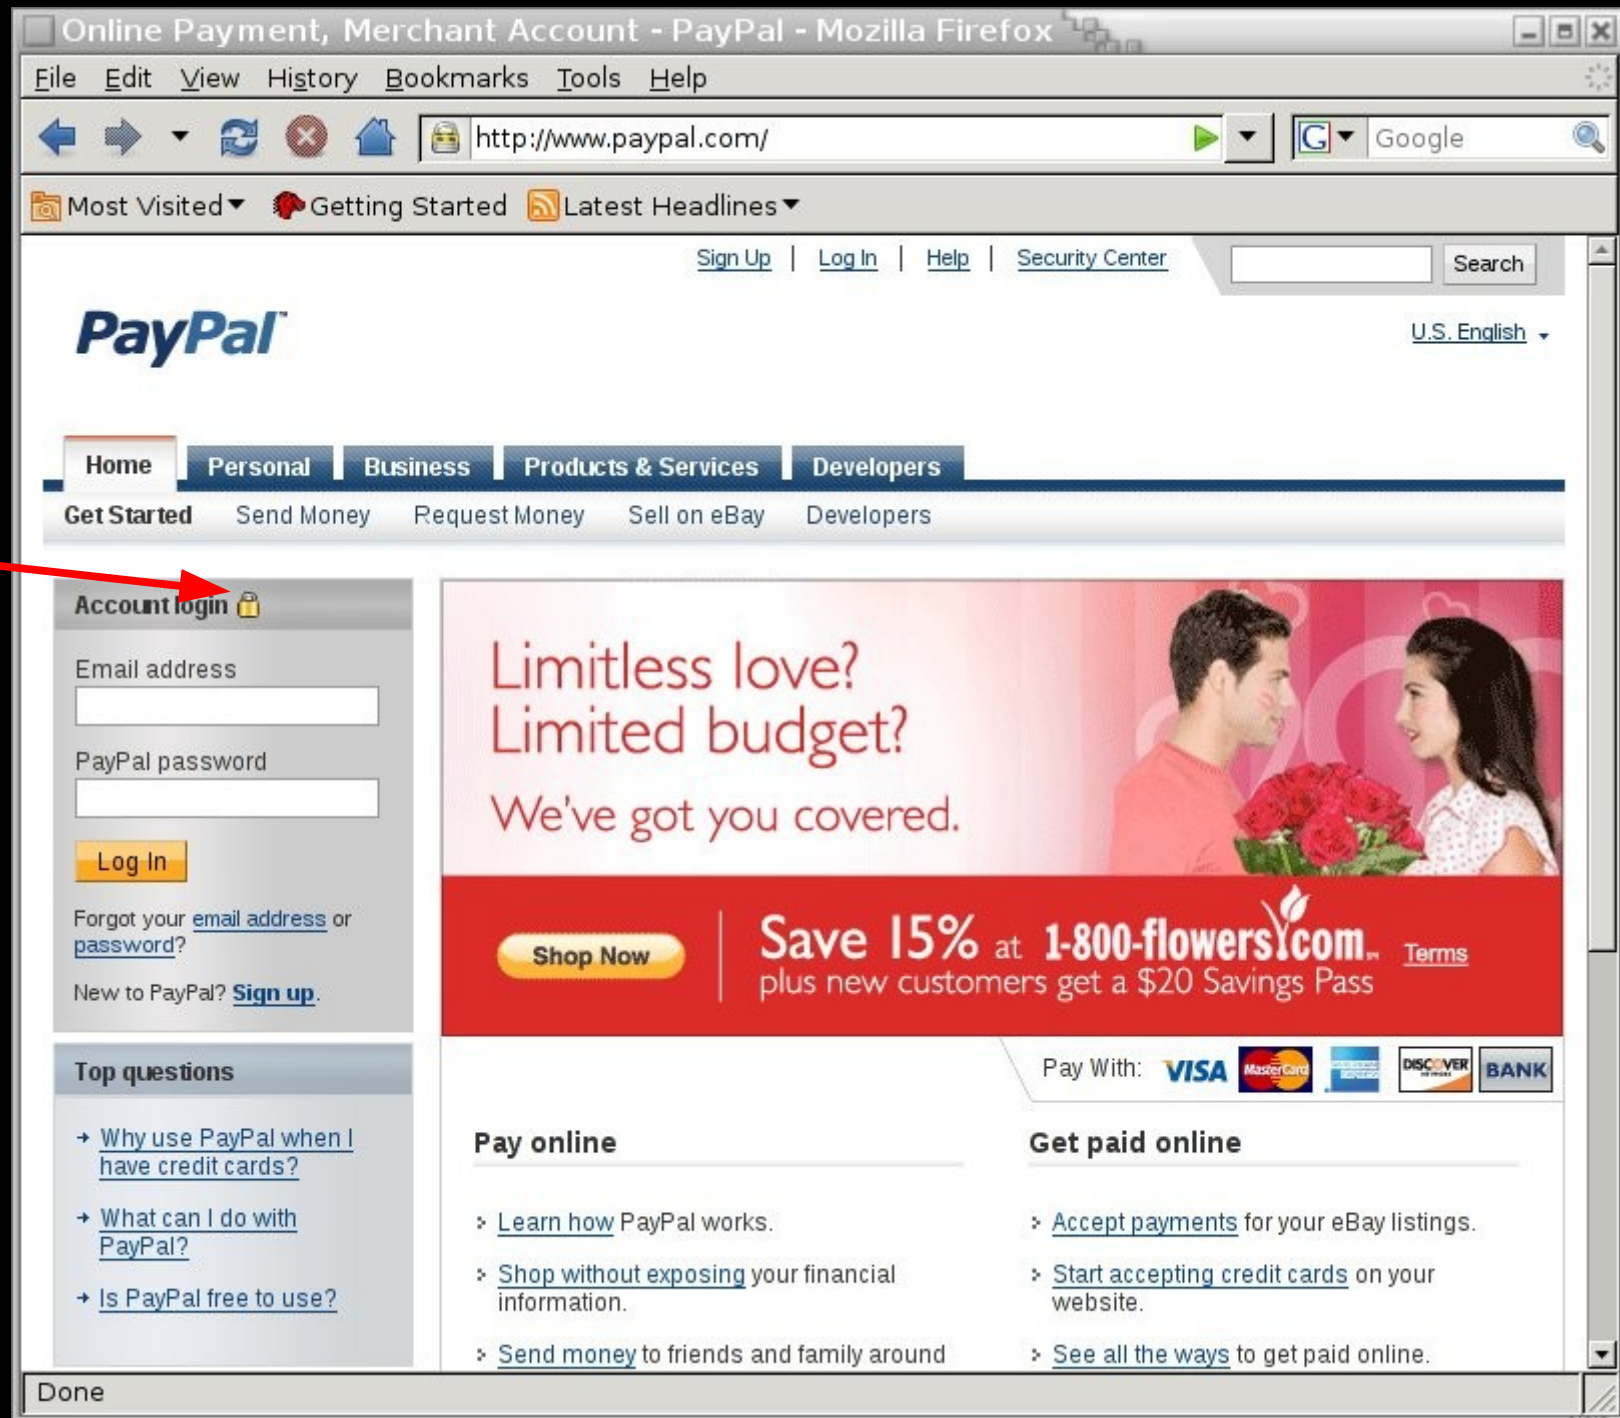 Online Payment, Merchant Account - PayPal - Mozilla Firefox
File Edit View History Bookmarks Tools Help
http://www.paypal.com/
G Google
Most Visited Getting Started Latest Headlines
Sign Up | Log In | Help | Security Center Search
PayPal™
U.S. English
Home Personal Business Products & Services Developers
Get Started Send Money Request Money Sell on eBay Developers
Account login
Email address
PayPal password
Log In
Forgot your email address or
password?
New to PayPal? Sign up.
Limitless love?
Limited budget?
We've got you covered.
Shop Now
Save 15% at 1-800-flowers.com
Terms
plus new customers get a $20 Savings Pass
Pay With: VISA MasterCard DISCOVER BANK
Top questions
Why use PayPal when I
have credit cards?
What can I do with
PayPal?
Is PayPal free to use?
Pay online
Learn how PayPal works.
Shop without exposing your financial
information.
Send money to friends and family around
Get paid online
Accept payments for your eBay listings.
Start accepting credit cards on your
website.
See all the ways to get paid online.
Done